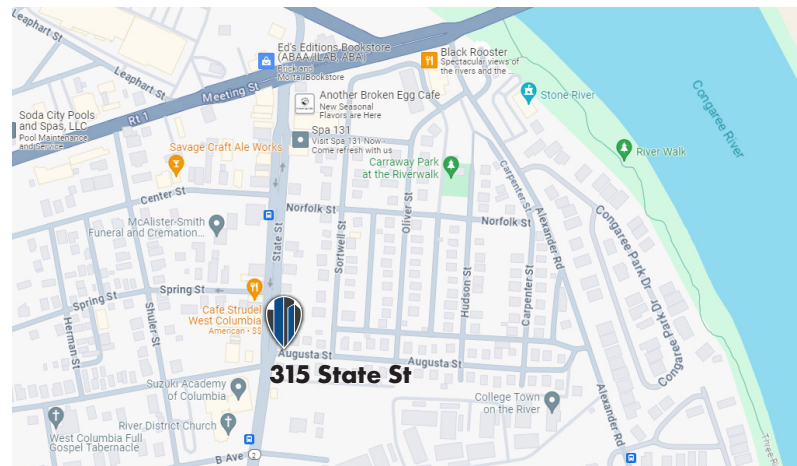 Leaphart St
Leaphart St
Rt 1
Meeting St
Ed's Editions Bookstore
(ABAA/ILAB, ABA)
Brick and
Mortar Bookstore
Black Rooster
Spectacular views of
the rivers and the ...
Another Broken Egg Cafe
New Seasonal
Flavors are Here
Stone River
Congaree River
Soda City Pools
and Spas, LLC
Pool Maintenance
and Service
Spa 131
Visit Spa 131 Now
Come refresh with us
Savage Craft Ale Works
River Walk
Carraway Park
at the Riverwalk
Center St
Norfolk St
Norfolk St
McAlister-Smith
Funeral and Cremation...
State St
Sortwell St
Oliver St
Carpenter St
Alexander Rd
Congaree Park Dr
Hudson St
Carpenter St
Spring St
Spring St
Cafe Strudel
West Columbia
American • $$
Herman St
Shuler St
Augusta St
Augusta St
315 State St
Congaree Park Dr
Suzuki Academy
of Columbia
College Town
on the River
River District Church
West Columbia Full
Gospel Tabernacle
B Ave
2
Alexander Rd